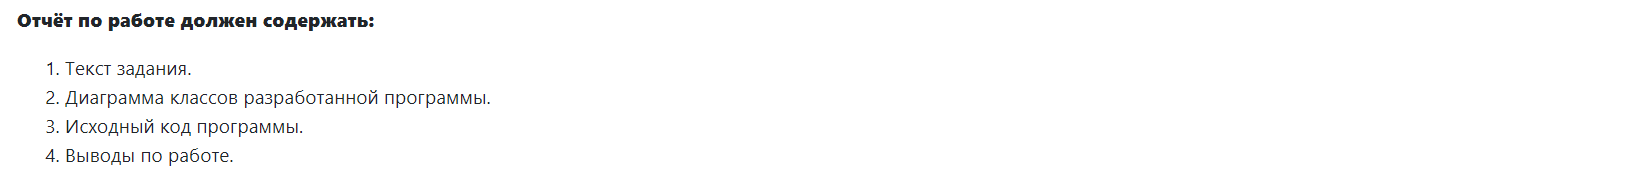 Отчёт по работе должен содержать:
1. Текст задания.
2. Диаграмма классов разработанной программы.
3. Исходный код программы.
4. Выводы по работе.